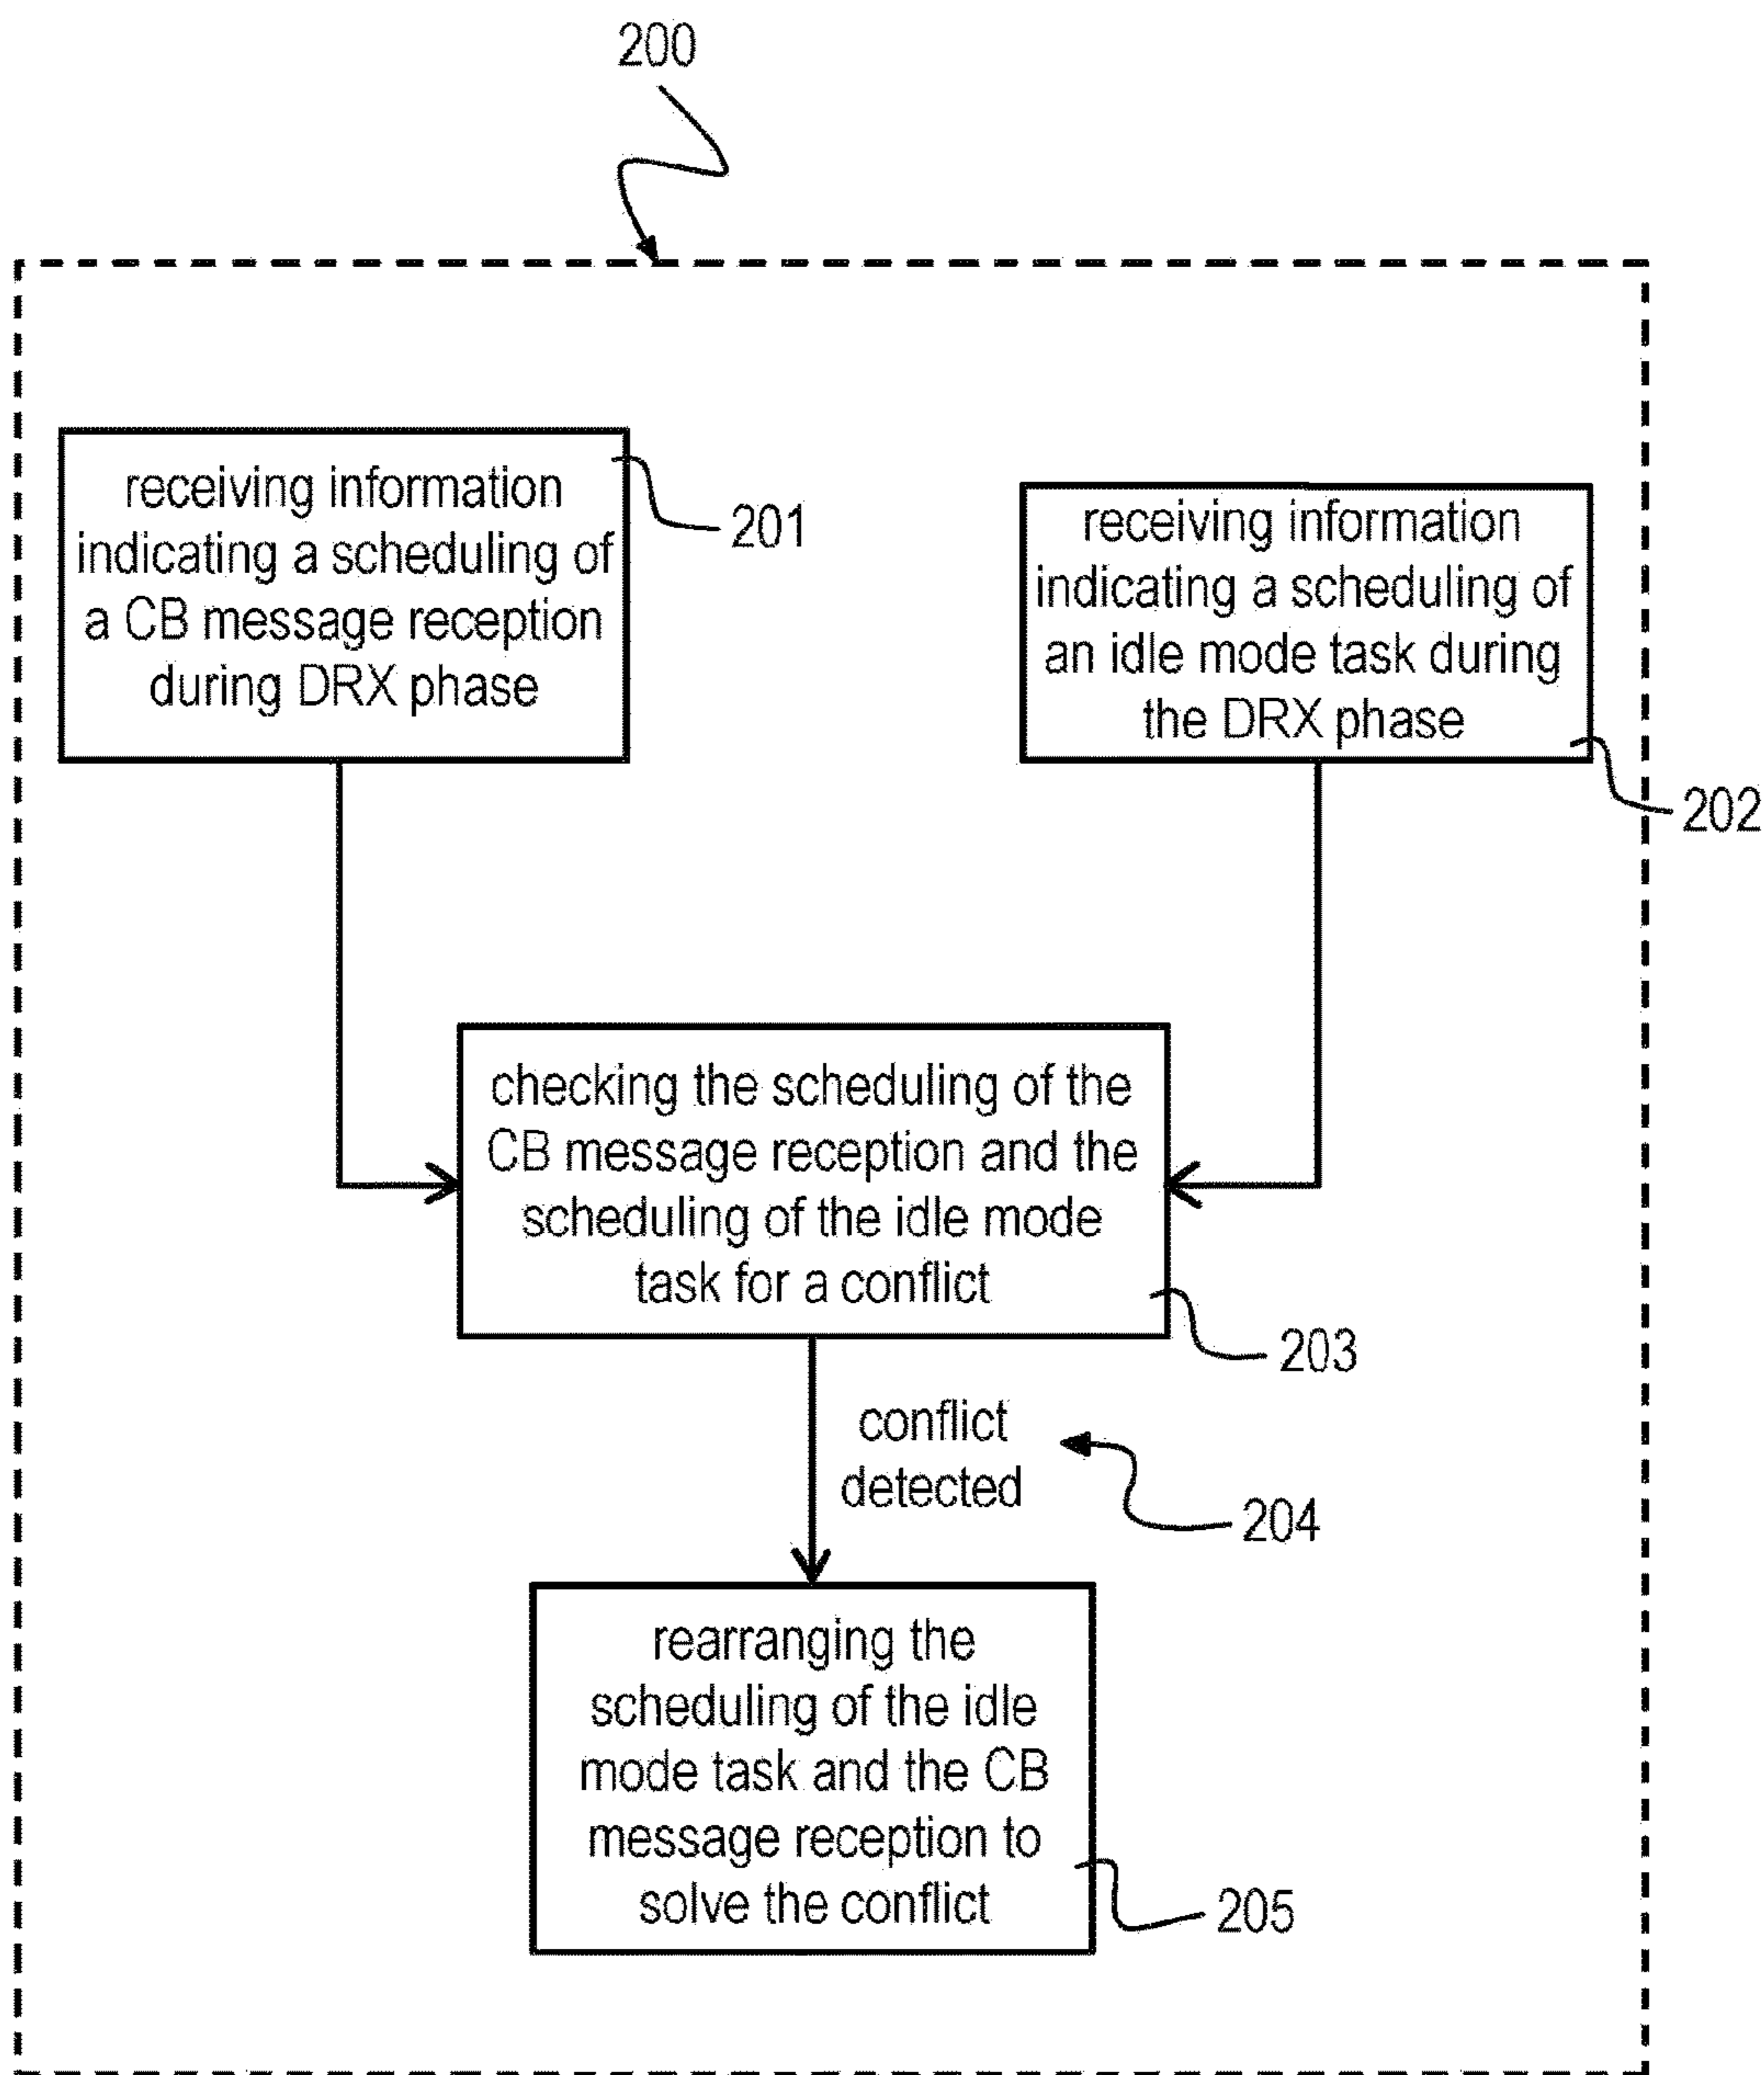 200
receiving information
indicating a scheduling of
a CB message reception
during DRX phase
201
receiving information
indicating a scheduling of
an idle mode task during
the DRX phase
202
checking the scheduling of the
CB message reception and the
scheduling of the idle mode
task for a conflict
203
conflict
detected
204
rearranging the
scheduling of the idle
mode task and the CB
message reception to
solve the conflict
205